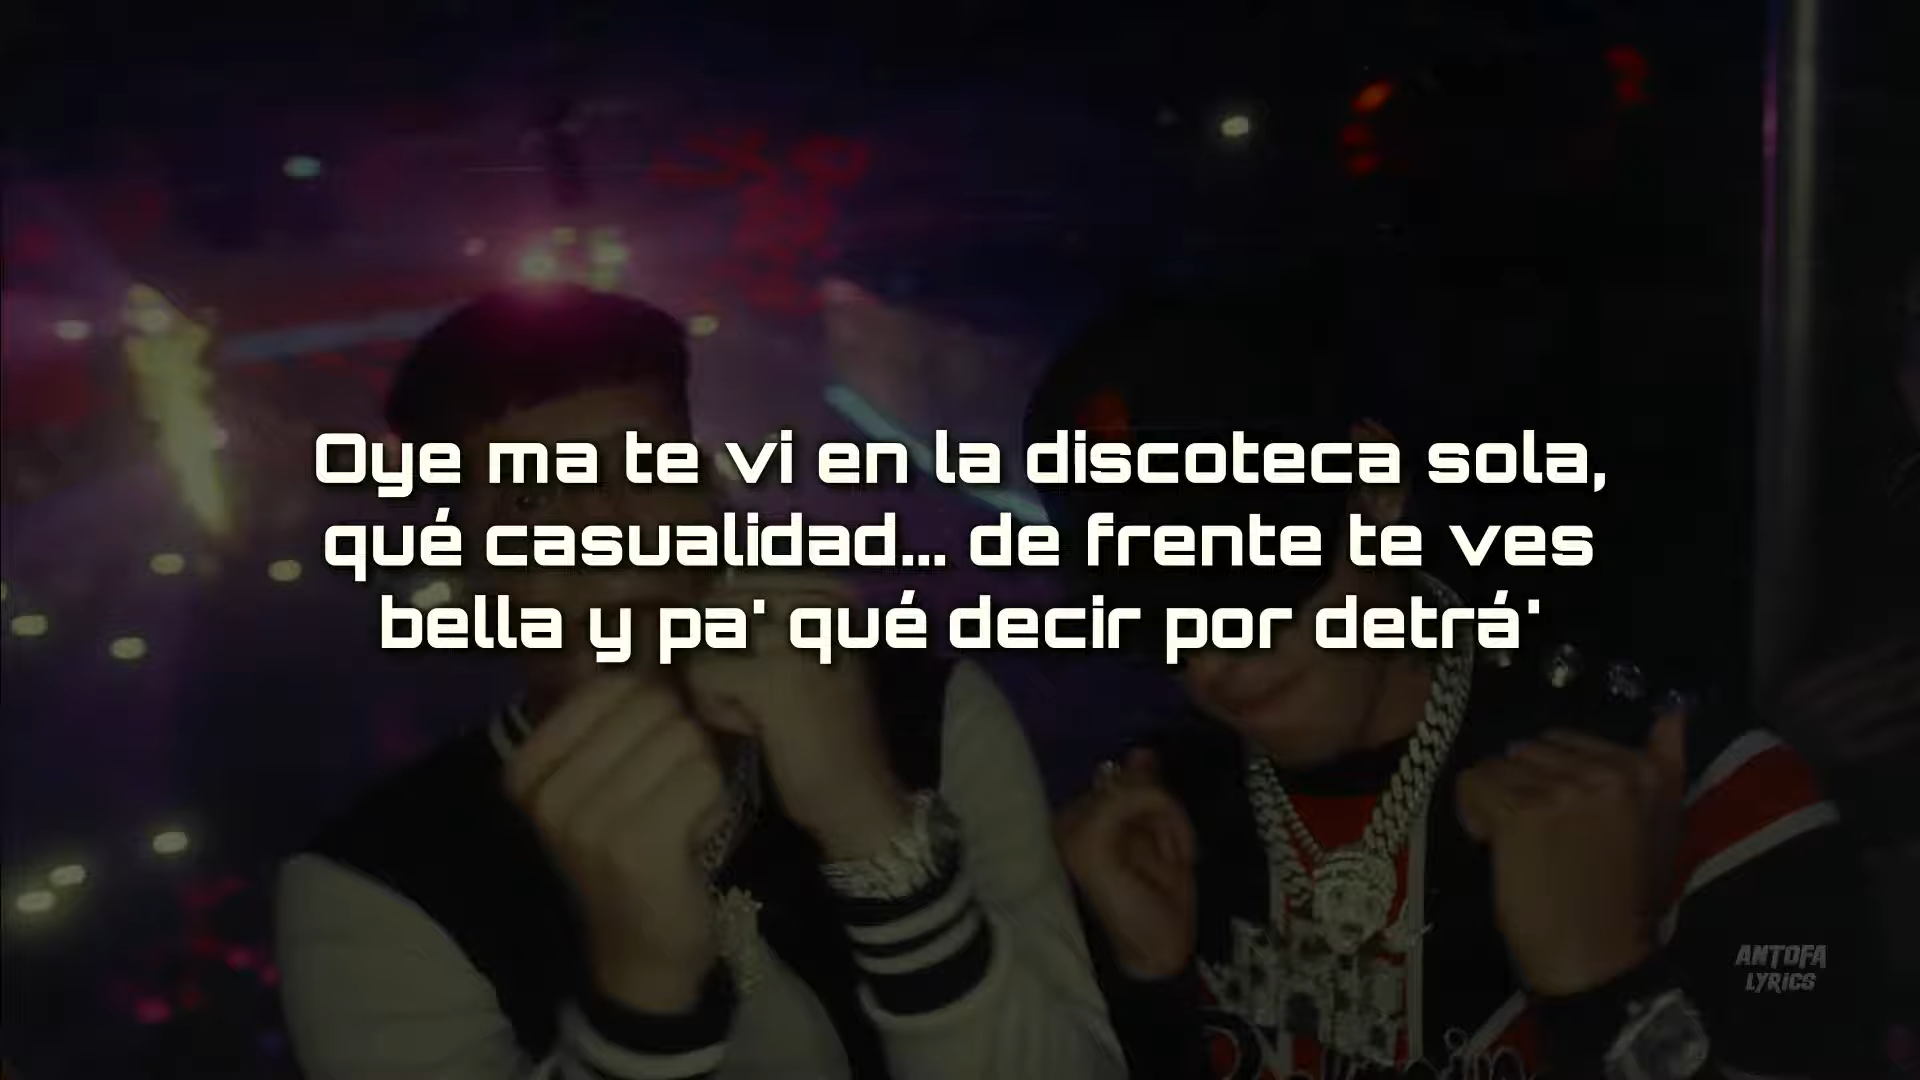 Oye ma te vi en la discoteca sola,
qué casualidad... de frente te ves
bella y pa' qué decir por detrá'
ANTOFA
LYRICS